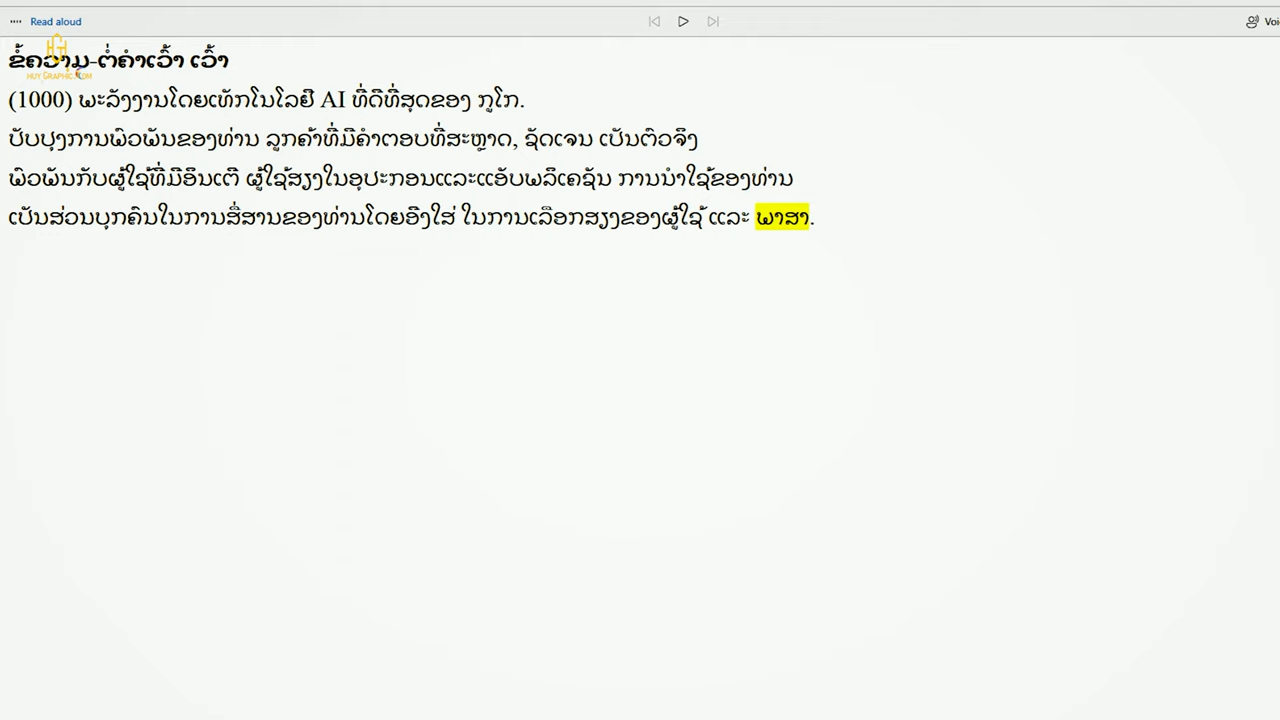 Read aloud
Voi
HUY GRAPHIC.COM
ຂໍ້ຄວາມ-ຕໍ່ຄຳເວົ້າ ເວົ້າ
(1000) ພະລັງງານໂດຍເທັກໂນໂລຍີ AI ທີ່ດີທີ່ສຸດຂອງ ກູໂກ.
ປັບປຸງການພົວພັນຂອງທ່ານ ລູກຄ້າທີ່ມີຄຳຕອບທີ່ສະຫຼາດ, ຊັດເຈນ ເປັນຕົວຈິງ
ພົວພັນກັບຜູ້ໃຊ້ທີ່ມີອິນເຕີ ຜູ້ໃຊ້ສຽງໃນອຸປະກອນແລະແອັບພລິເຄຊັນ ການນຳໃຊ້ຂອງທ່ານ
ເປັນສ່ວນບຸກຄົນໃນການສື່ສານຂອງທ່ານໂດຍອີງໃສ່ ໃນການເລືອກສຽງຂອງຜູ້ໃຊ້ ແລະ ພາສາ.